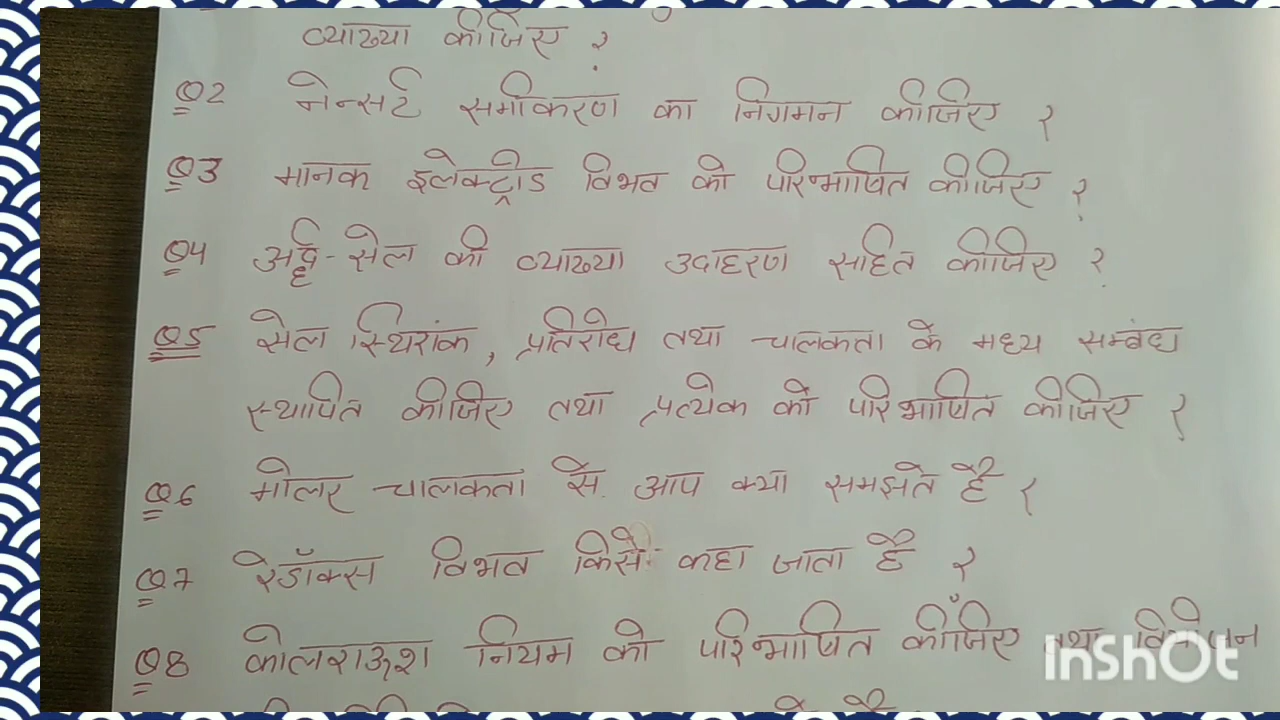 व्याख्या कीजिए ?
Q2 नेन्सर्ट समीकरण का निगमन कीजिए ?
Q3 मानक इलेक्ट्रोड विभव को परिभाषित कीजिए ?
Q4 अर्द्ध-सेल की व्याख्या उदाहरण सहित कीजिए ?
Q5 सेल स्थिरांक, प्रतिरोध तथा चालकता के मध्य सम्बंध
स्थापित कीजिए तथा प्रत्येक को परिभाषित कीजिए ?
Q6 मोलर चालकता से आप क्या समझते है ?
Q7 रेडॉक्स विभव किसे कहा जाता है ?
Q8 कोलराऊश नियम को परिभाषित कीजिए तथा
InShOt